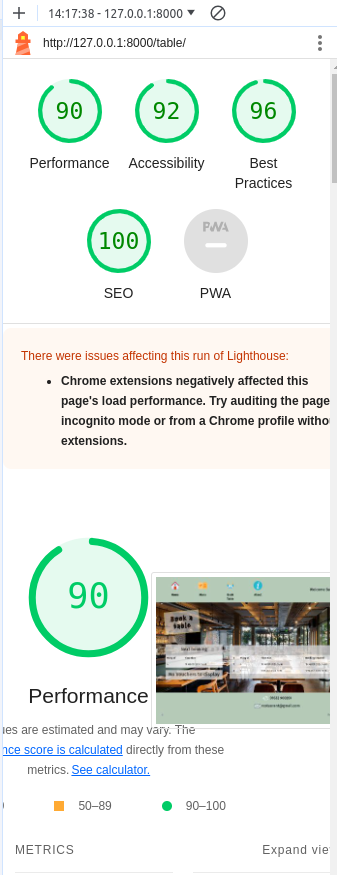 14:17:38 - 127.0.0.1:8000
http://127.0.0.1:8000/table/
90
92
96
Performance
Accessibility
Best
Practices
100
PWA
SEO
PWA
There were issues affecting this run of Lighthouse:
Chrome extensions negatively affected this
page's load performance. Try auditing the page
incognito mode or from a Chrome profile witho
extensions.
90
Book a
table
Performance
es are estimated and may vary. The
nce score is calculated directly from these
metrics. See calculator.
50–89
90–100
METRICS
Expand vie